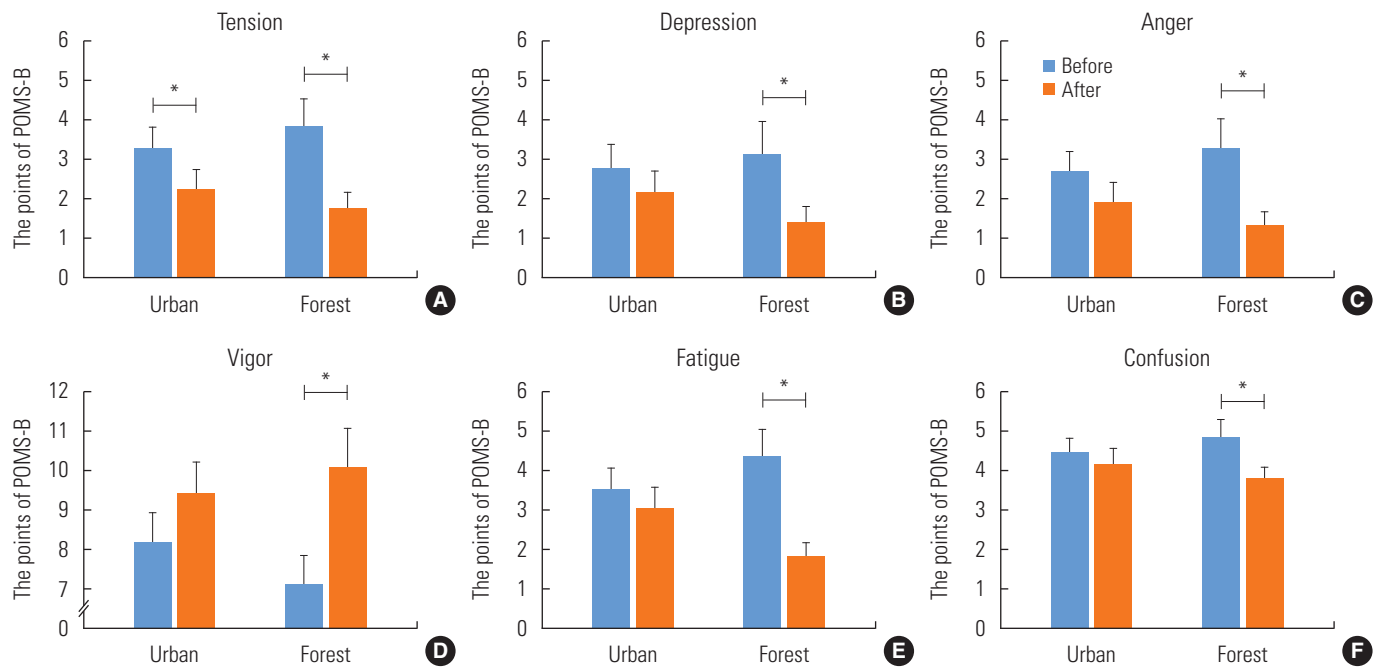 Tension
The points of POMS-B
6
5
4
3
2
1
0
*
*
Urban
Forest
A
Depression
The points of POMS-B
6
5
4
3
2
1
0
*
Urban
Forest
B
Anger
The points of POMS-B
6
5
4
3
2
1
0
Before
After
*
Urban
Forest
C
Vigor
The points of POMS-B
12
11
10
9
8
7
0
*
Urban
Forest
D
Fatigue
The points of POMS-B
6
5
4
3
2
1
0
*
Urban
Forest
E
Confusion
The points of POMS-B
6
5
4
3
2
1
0
*
Urban
Forest
F